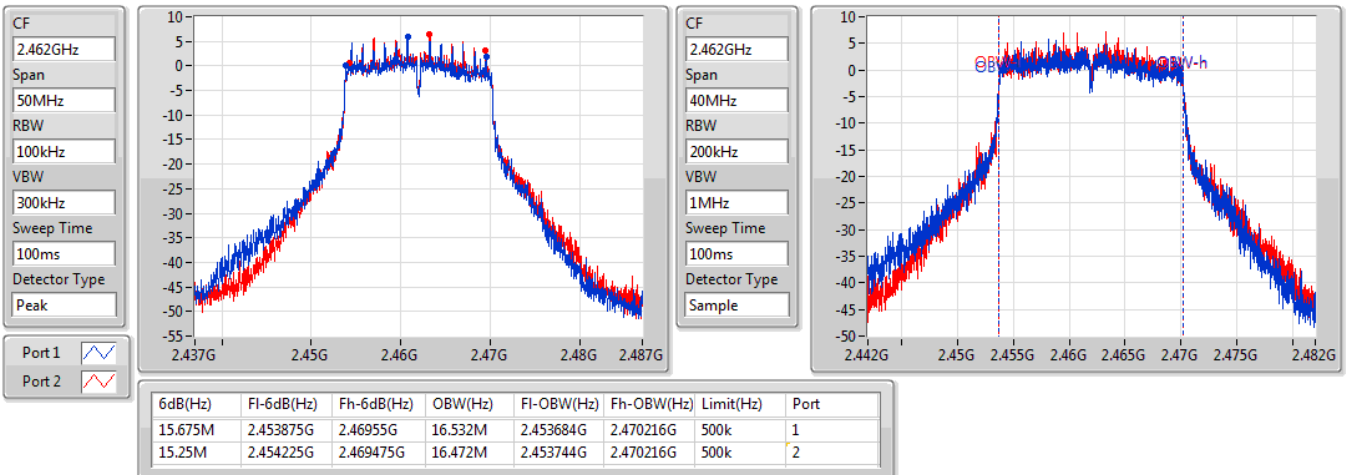 CF
2.462GHz
Span
50MHz
RBW
100kHz
VBW
300kHz
Sweep Time
100ms
Detector Type
Peak
Port 1
Port 2
10
5
0
-5
-10
-15
-20
-25
-30
-35
-40
-45
-50
-55
2.437G 2.45G 2.46G 2.47G 2.48G 2.487G
CF
2.462GHz
Span
40MHz
RBW
200kHz
VBW
1MHz
Sweep Time
100ms
Detector Type
Sample
10
5
0
-5
-10
-15
-20
-25
-30
-35
-40
-45
-50
OBW-h
2.442G 2.45G 2.455G 2.46G 2.465G 2.47G 2.475G 2.482G
6dB(Hz) Fl-6dB(Hz) Fh-6dB(Hz) OBW(Hz) Fl-OBW(Hz) Fh-OBW(Hz) Limit(Hz) Port
15.675M 2.453875G 2.46955G 16.532M 2.453684G 2.470216G 500k 1
15.25M 2.454225G 2.469475G 16.472M 2.453744G 2.470216G 500k 2